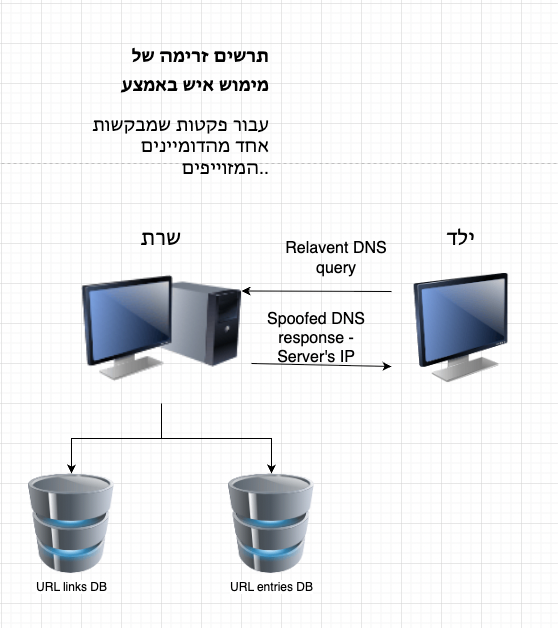 תרשים זרימה של
מימוש איש באמצע
עבור פקטות שמבקשות
אחד מהדומיינים
המזוייפים..
שרת
ילד
Relavent DNS
query
Spoofed DNS
response -
Server's IP
URL links DB
URL entries DB